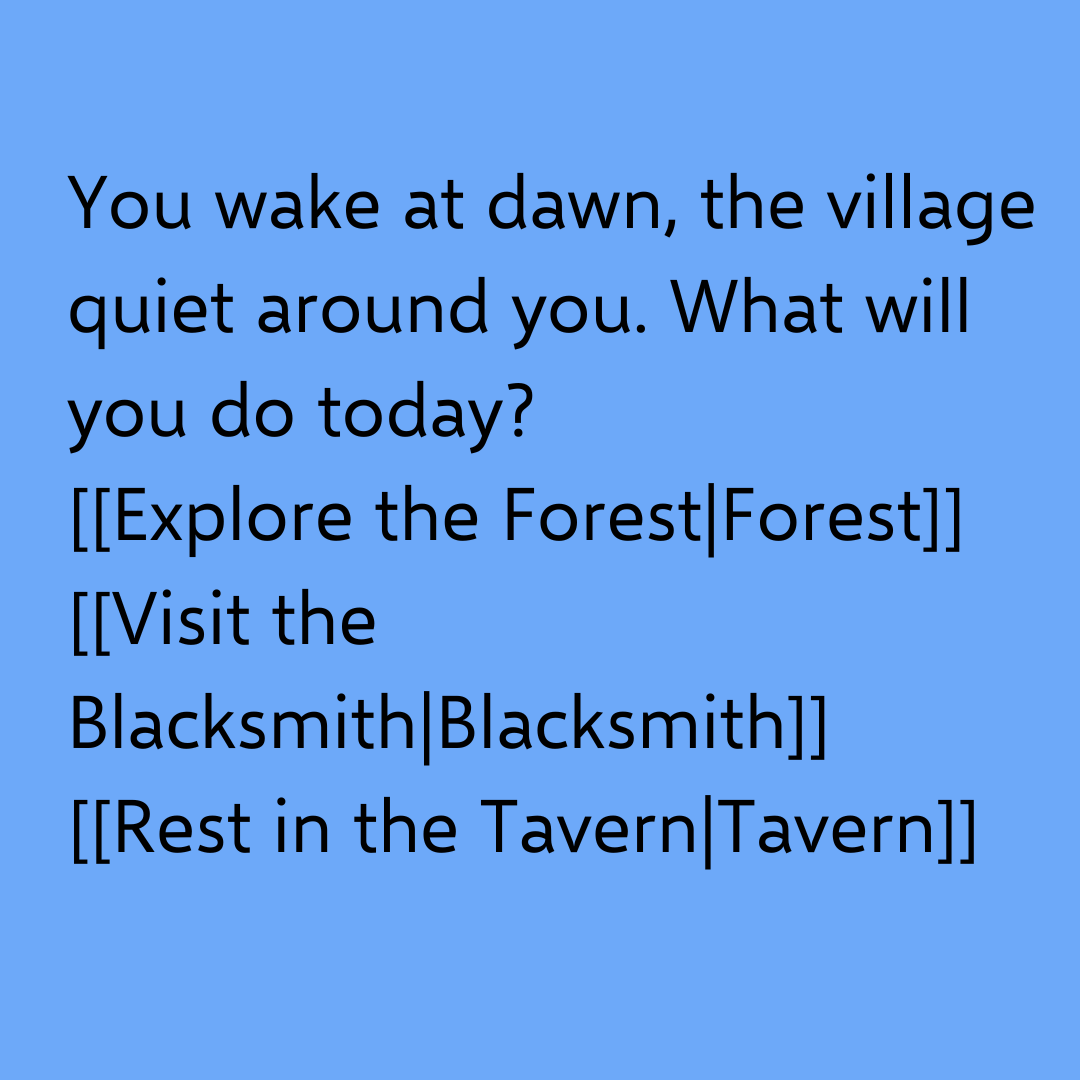 You wake at dawn, the village
quiet around you. What will
you do today?
[[Explore the Forest|Forest]]
[[Visit the
Blacksmith|Blacksmith]]
[[Rest in the Tavern|Tavern]]